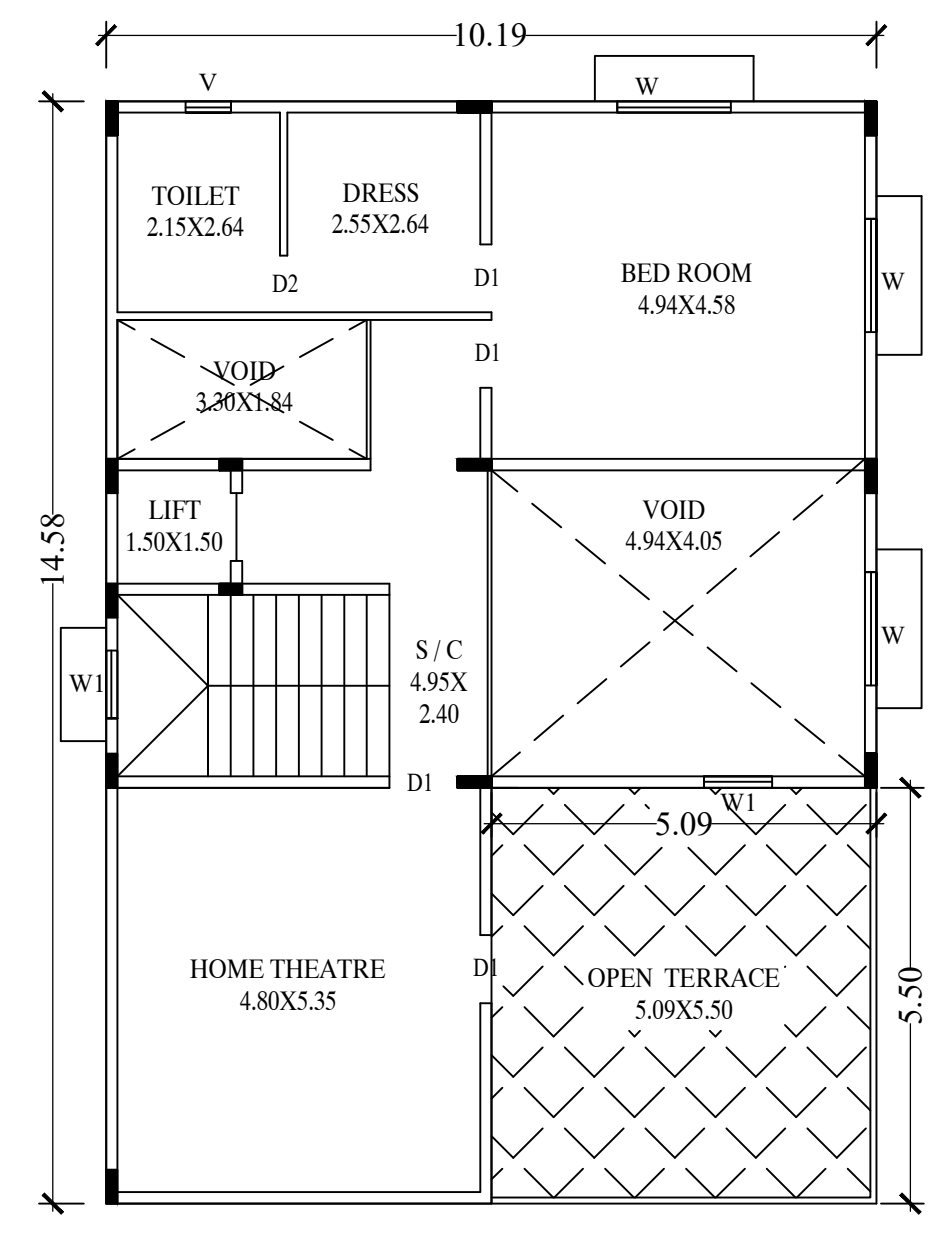 10.19
V
W
TOILET
2.15X2.64
DRESS
2.55X2.64
D2
D1
BED ROOM
4.94X4.58
W
D1
VOID
3.30X1.84
14.58
LIFT
1.50X1.50
VOID
4.94X4.05
W
W1
S / C
4.95X
2.40
D1
W1
5.09
HOME THEATRE
4.80X5.35
D1
OPEN TERRACE
5.09X5.50
5.50